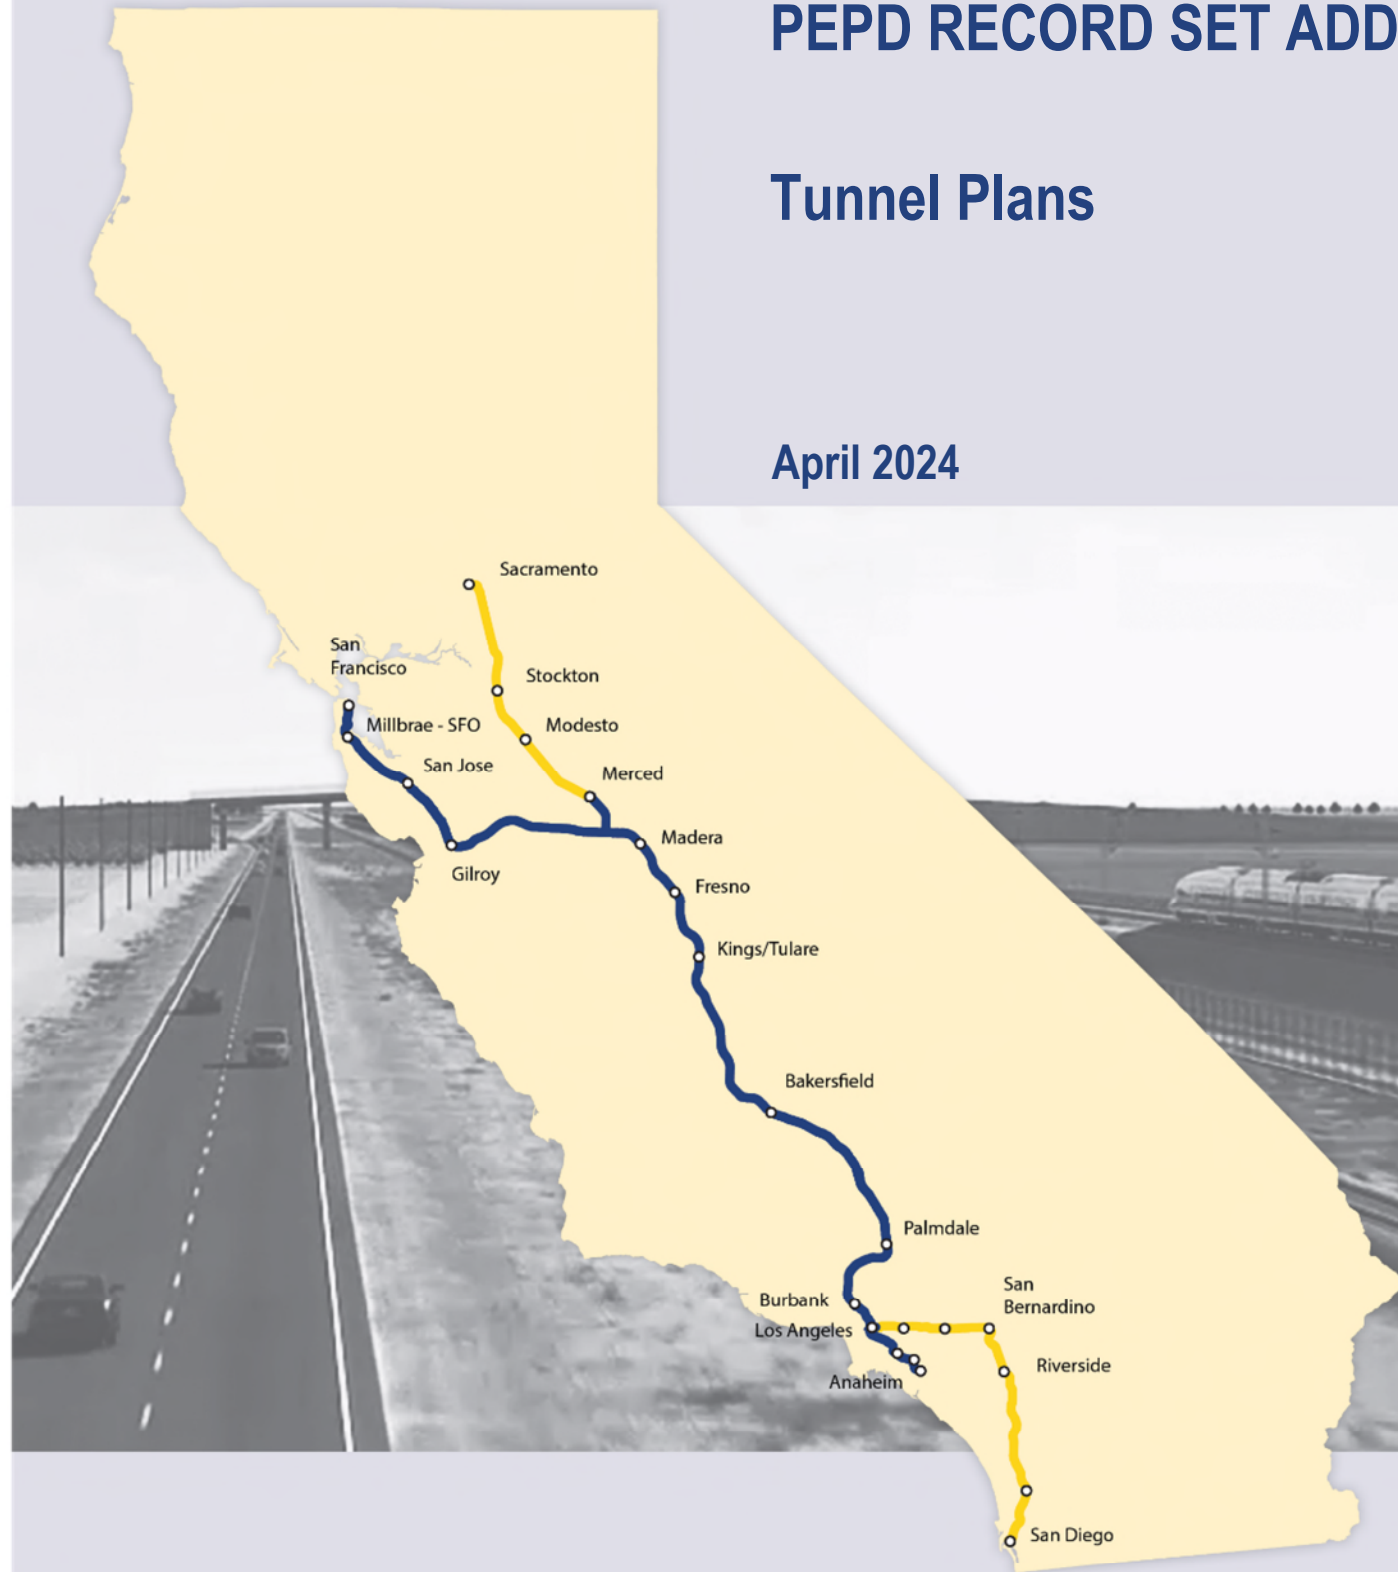 PEPD RECORD SET ADD
Tunnel Plans
April 2024
Sacramento
San
Francisco
Stockton
Millbrae - SFO
Modesto
San Jose
Merced
Madera
Gilroy
Fresno
Kings/Tulare
Bakersfield
Palmdale
San
Bernardino
Burbank
Los Angeles
Riverside
Anaheim
San Diego